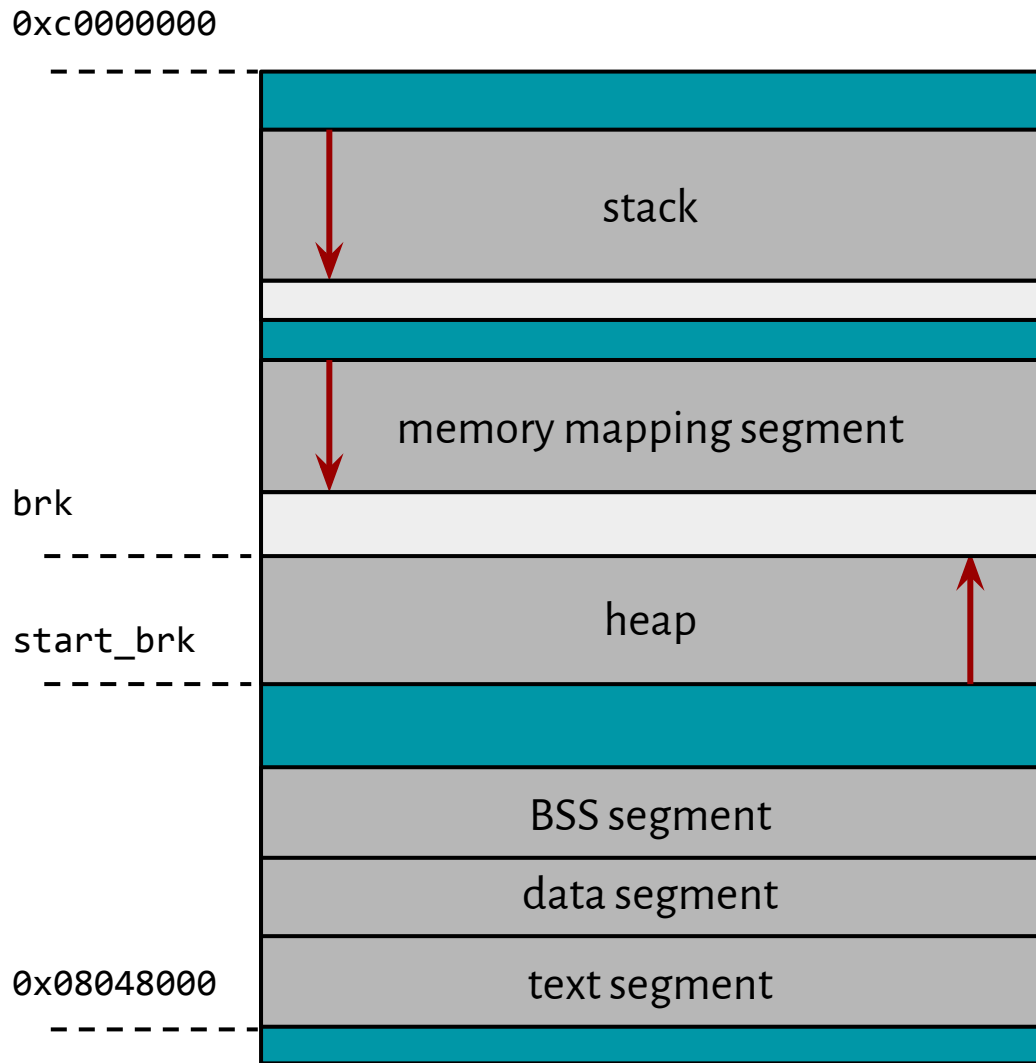 0xc0000000
stack
memory mapping segment
brk
heap
start_brk
BSS segment
data segment
text segment
0x08048000